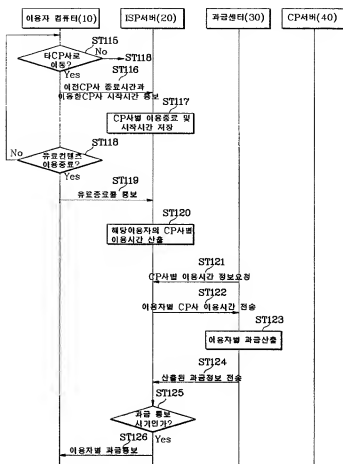 이용자 컴퓨터(10) ISP서버(20) 과금센터(30) CP서버(40)
ST115
타CP사로
이동?
No
ST118
Yes
ST116
이전CP사 종료시간과
이용한CP사 시작시간 통보
ST117
CP사별 이용종료 및
시작시간 저장
No
ST118
유료컨텐츠
이용종료?
Yes
ST119
유료종료를 통보
ST120
해당이용자의 CP사별
이용시간 산출
ST121
CP사별 이용시간 정보요청
ST122
이용자별 CP사 이용시간 전송
ST123
이용자별 과금산출
ST124
산출된 과금정보 전송
ST125
과금 통보
시기인가?
Yes
ST126
이용자별 과금통보